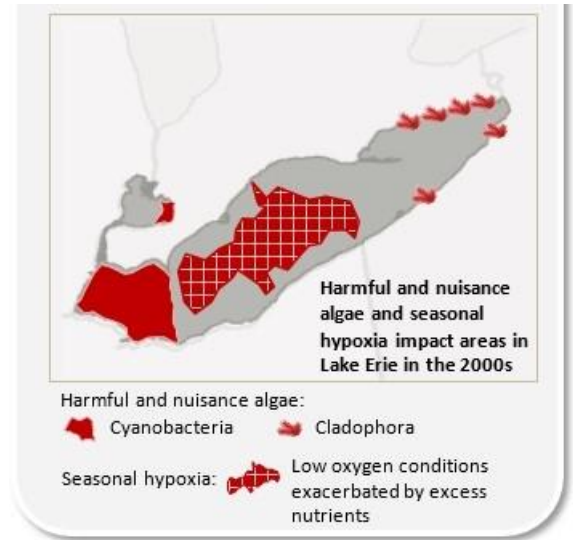 Harmful and nuisance
algae and seasonal
hypoxia impact areas in
Lake Erie in the 2000s
Harmful and nuisance algae:
Cyanobacteria Cladophora
Seasonal hypoxia: Low oxygen conditions
exacerbated by excess
nutrients